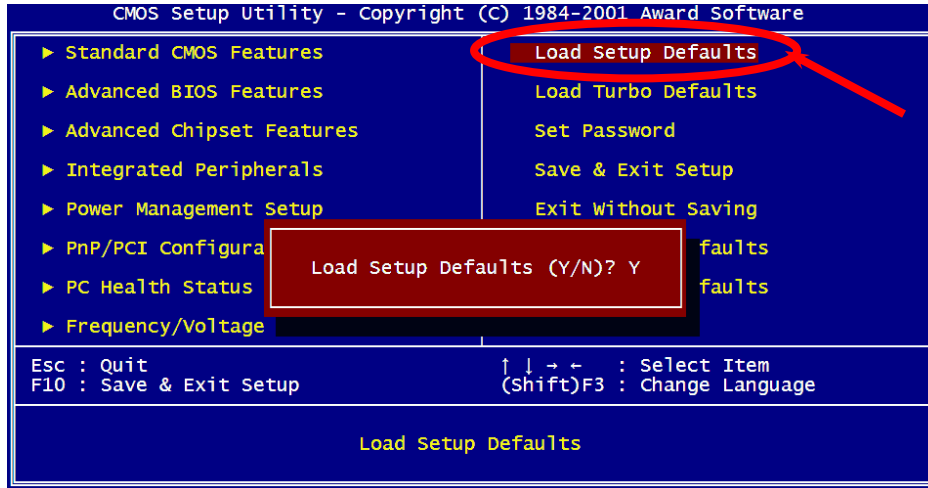 CMOS Setup Utility - Copyright (C) 1984-2001 Award Software
► Standard CMOS Features
► Advanced BIOS Features
► Advanced Chipset Features
► Integrated Peripherals
► Power Management Setup
► PnP/PCI Configura
► PC Health Status
► Frequency/Voltage
Load Setup Defaults
Load Turbo Defaults
Set Password
Save & Exit Setup
Exit Without Saving
faults
faults
Load Setup Defaults (Y/N)? Y
Esc : Quit
F10 : Save & Exit Setup
↑ ↓ → ← : Select Item
(Shift)F3 : Change Language
Load Setup Defaults